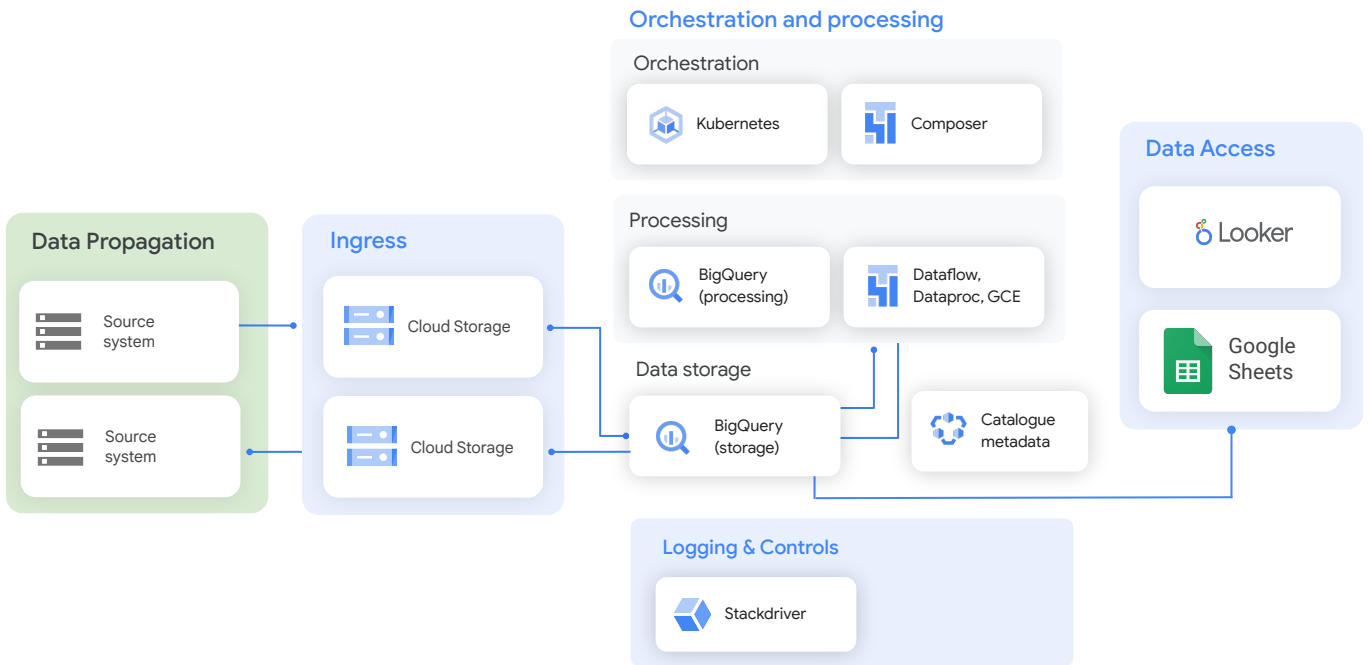 Orchestration and processing
Orchestration
Kubernetes
Composer
Data Access
Looker
Google
Sheets
Processing
BigQuery
(processing)
Dataflow,
Dataproc, GCE
Data Propagation
Source
system
Source
system
Ingress
Cloud Storage
Cloud Storage
Data storage
BigQuery
(storage)
Catalogue
metadata
Logging & Controls
Stackdriver